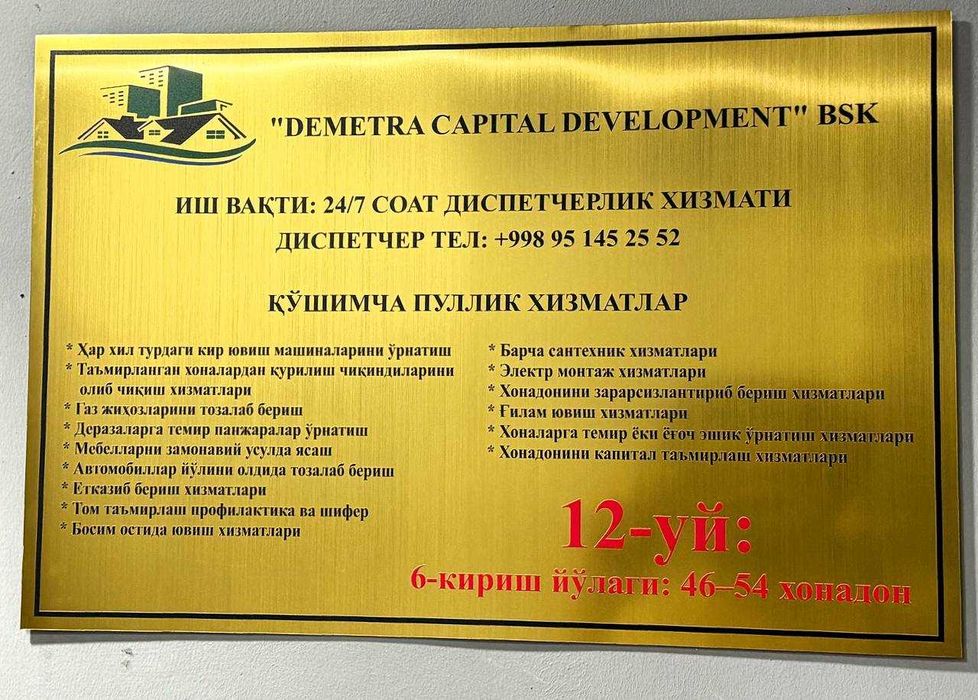 "DEMETRA CAPITAL DEVELOPMENT" BSK
ИШ ВАҚТИ: 24/7 СОАТ ДИСПЕТЧЕРЛИК ХИЗМАТИ
ДИСПЕТЧЕР ТЕЛ: +998 95 145 25 52
ҚЎШИМЧА ПУЛЛИК ХИЗМАТЛАР
* Ҳар хил турдаги кир ювиш машиналарини ўрнатиш
* Таъмирланган хоналардан қурилиш чиқиндиларини
олиб чиқиш хизматлари
* Газ жиҳозларини тозалаб бериш
* Деразаларга темир панжаралар ўрнатиш
* Мебелларни замонавий усулда ясаш
* Автомобиллар йўлини олдида тозалаб бериш
* Етказиб бериш хизматлари
* Том таъмирлаш профилактика ва шифер
* Босим остида ювиш хизматлари
* Барча сантехник хизматлари
* Электр монтаж хизматлари
* Хонадонини зарарсизлантириб бериш хизматлари
* Ғилам ювиш хизматлари
* Хоналарга темир ёки ёғоч эшик ўрнатиш хизматлари
* Хонадонини капитал таъмирлаш хизматлари
12-уй:
6-кириш йўлаги: 46–54 хонадон